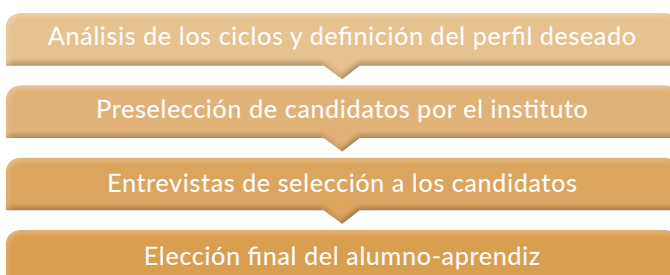 Análisis de los ciclos y definición del perfil deseado
Preselección de candidatos por el instituto
Entrevistas de selección a los candidatos
Elección final del alumno-aprendiz